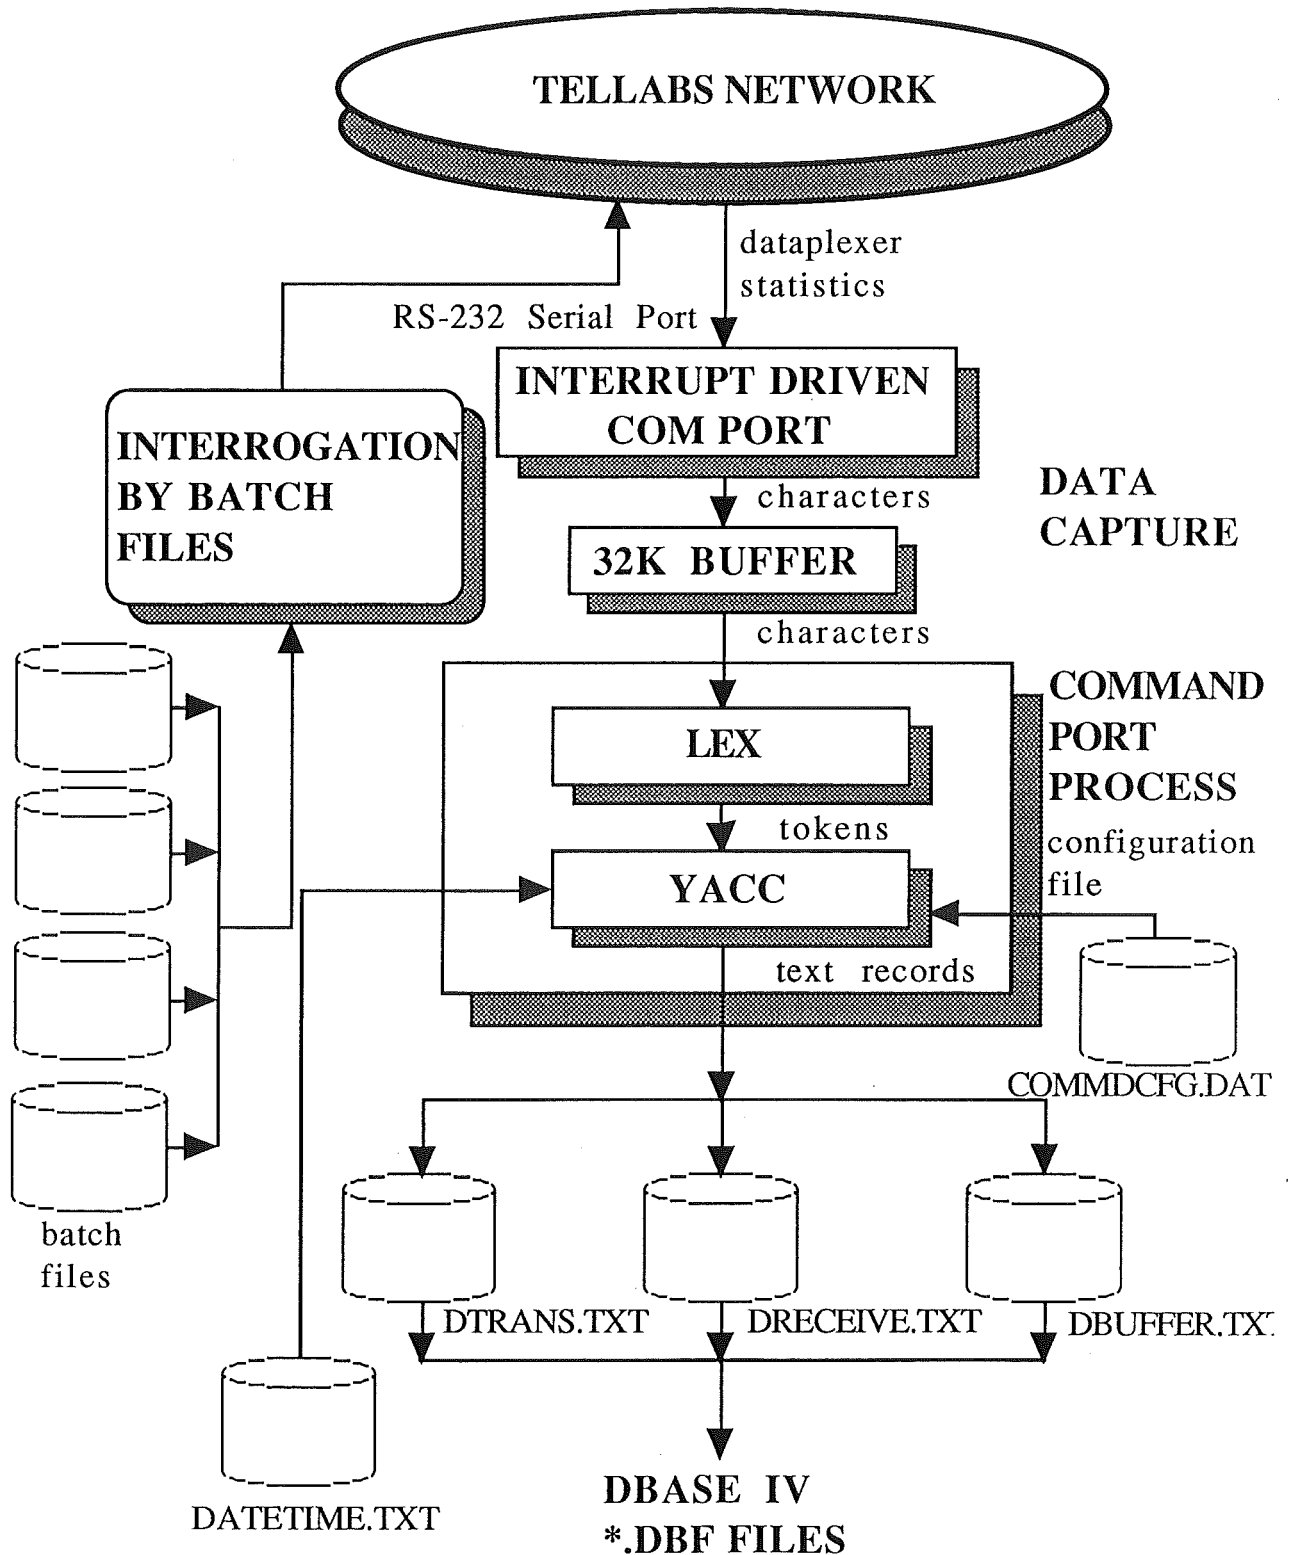 TELLABS NETWORK
dataplexer
statistics
RS-232 Serial Port
INTERRUPT DRIVEN
COM PORT
INTERROGATION
BY BATCH
FILES
characters
DATA
CAPTURE
32K BUFFER
characters
COMMAND
PORT
PROCESS
LEX
tokens
configuration
file
YACC
text records
COMMDCFG.DAT
batch
files
DTRANS.TXT
DRECEIVE.TXT
DBUFFER.TX
DATETIME.TXT
DBASE IV
*.DBF FILES